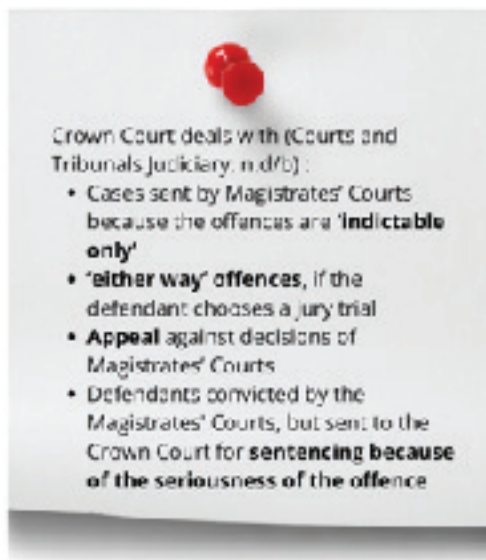 Crown Court deals with (Courts and
Tribunals Judiciary, n.d/b) :
• Cases sent by Magistrates' Courts
because the offences are 'indictable
only'
• 'either way' offences, if the
defendant chooses a jury trial
• Appeal against decisions of
Magistrates' Courts
• Defendants convicted by the
Magistrates' Courts, but sent to the
Crown Court for sentencing because
of the seriousness of the offence